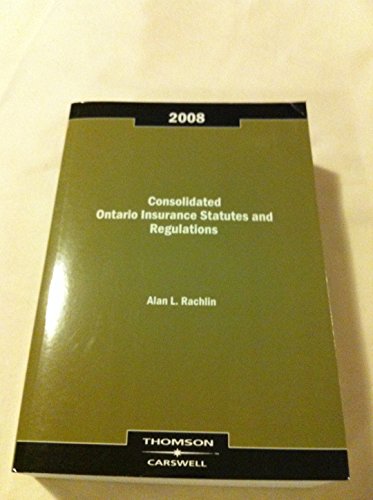 2008
Consolidated
Ontario Insurance Statutes and
Regulations
Alan L. Rachlin
THOMSON
CARSWELL